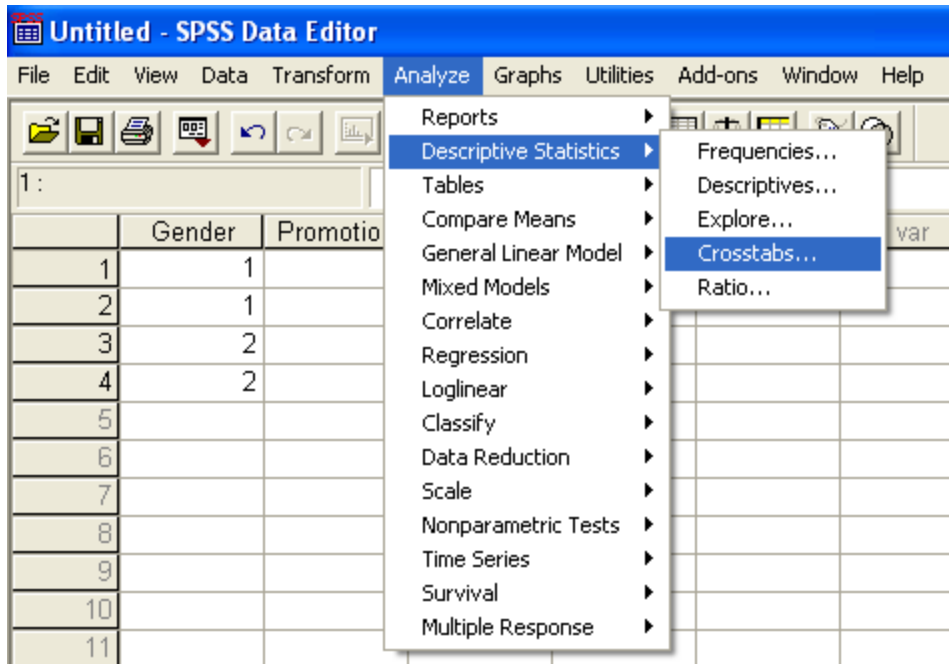 SPSS
Untitled - SPSS Data Editor
File Edit View Data Transform Analyze Graphs Utilities Add-ons Window Help
1 :
Reports
Descriptive Statistics
Tables
Compare Means
General Linear Model
Mixed Models
Correlate
Regression
Loglinear
Classify
Data Reduction
Scale
Nonparametric Tests
Time Series
Survival
Multiple Response
Frequencies...
Descriptives...
Explore...
Crosstabs...
Ratio...
Gender Promotio var
1 1
2 1
3 2
4 2
5
6
7
8
9
10
11